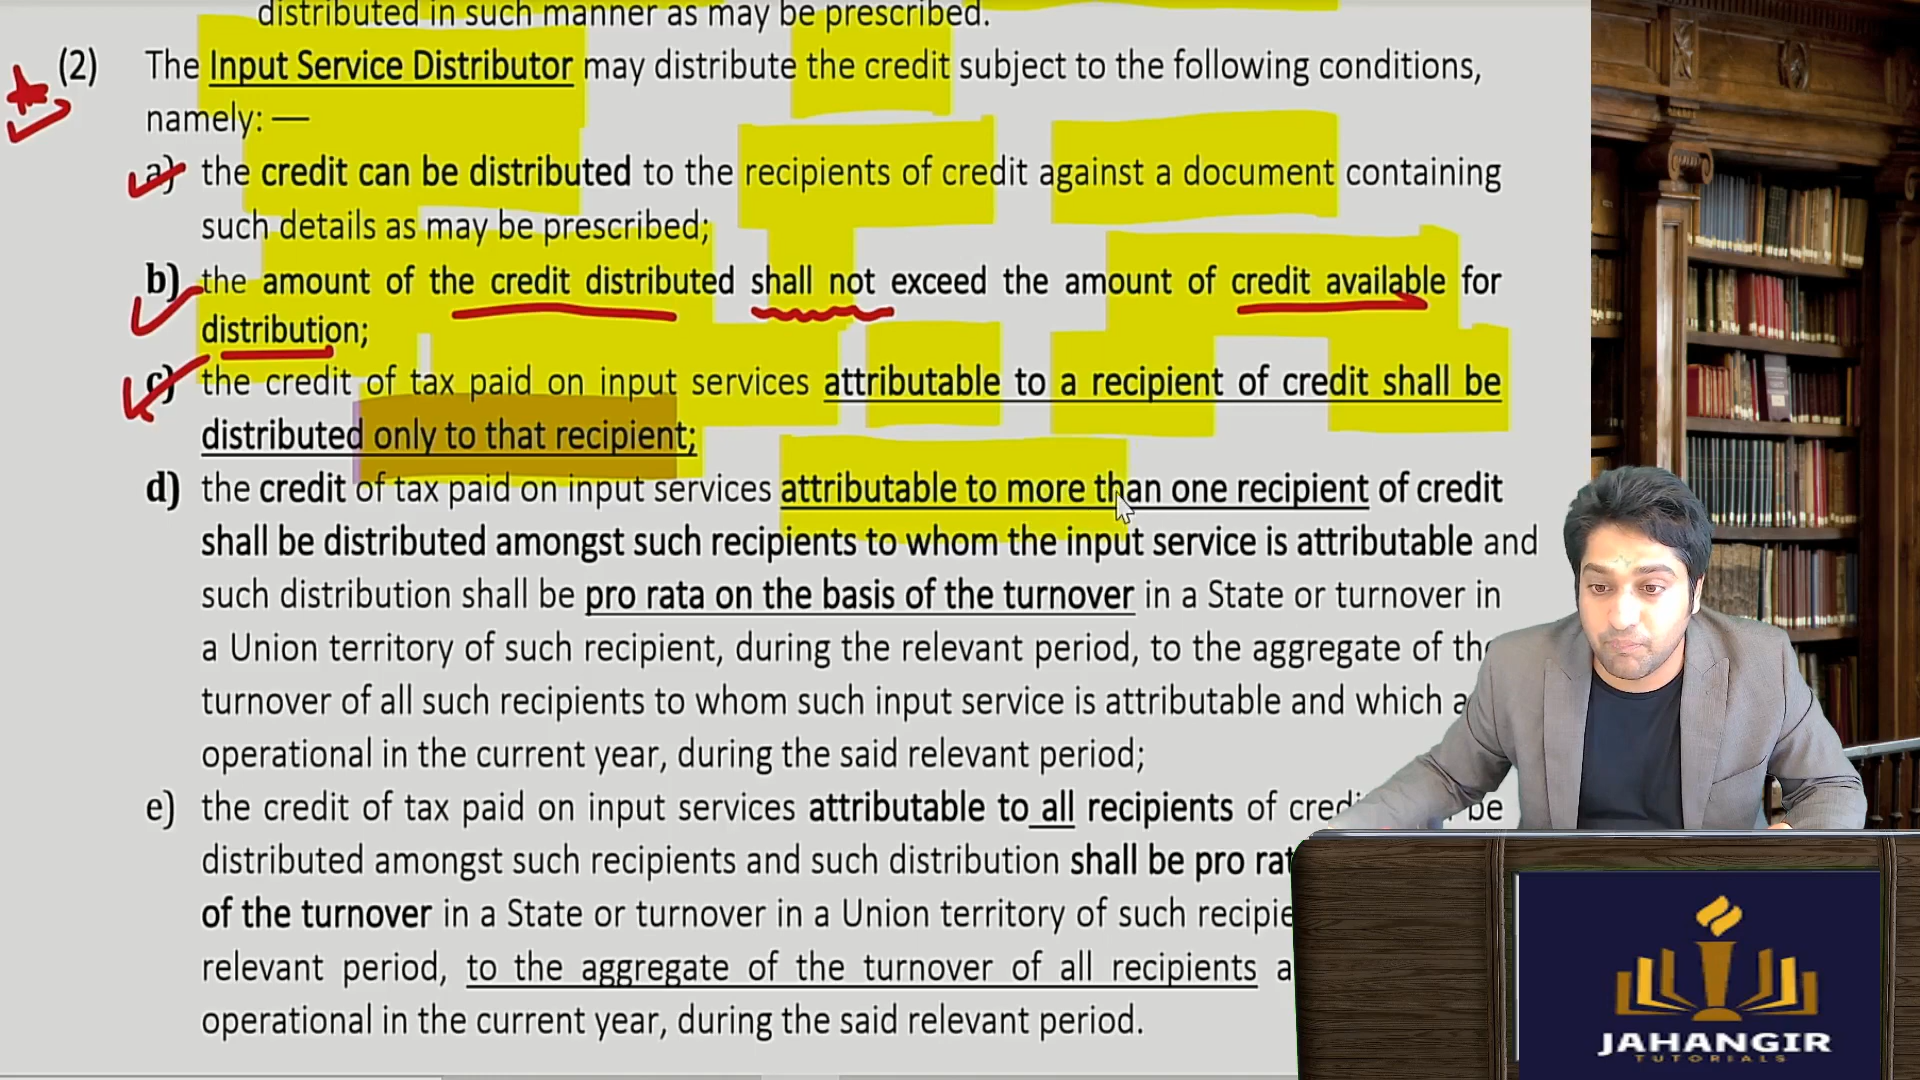 distributed in such manner as may be prescribed.
(2) The Input Service Distributor may distribute the credit subject to the following conditions,
namely: —
a) the credit can be distributed to the recipients of credit against a document containing
such details as may be prescribed;
b) the amount of the credit distributed shall not exceed the amount of credit available for
distribution;
c) the credit of tax paid on input services attributable to a recipient of credit shall be
distributed only to that recipient;
d) the credit of tax paid on input services attributable to more than one recipient of credit
shall be distributed amongst such recipients to whom the input service is attributable and
such distribution shall be pro rata on the basis of the turnover in a State or turnover in
a Union territory of such recipient, during the relevant period, to the aggregate of the
turnover of all such recipients to whom such input service is attributable and which
operational in the current year, during the said relevant period;
e) the credit of tax paid on input services attributable to all recipients of be
distributed amongst such recipients and such distribution shall be pro
of the turnover in a State or turnover in a Union territory of such
relevant period, to the aggregate of the turnover of all recipients
operational in the current year, during the said relevant period.
JAHANGIR
TUTORIALS